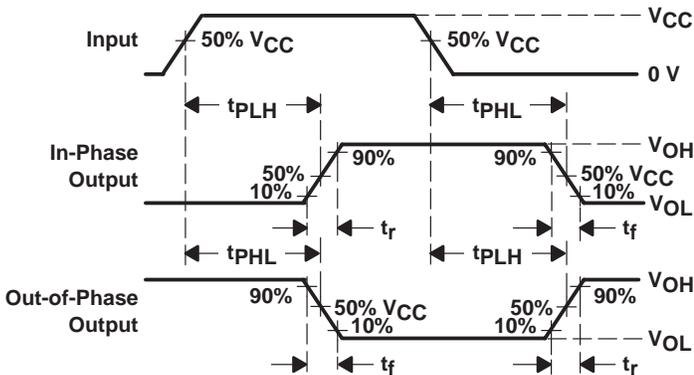 VCC
Input
50% VCC
50% VCC
0 V
tPLH
tPHL
In-Phase
Output
VOH
90%
90%
50%
50% VCC
10%
10%
VOL
tr
tf
tPHL
tPLH
Out-of-Phase
Output
VOH
90%
90%
50% VCC
50%
10%
10%
VOL
tf
tr